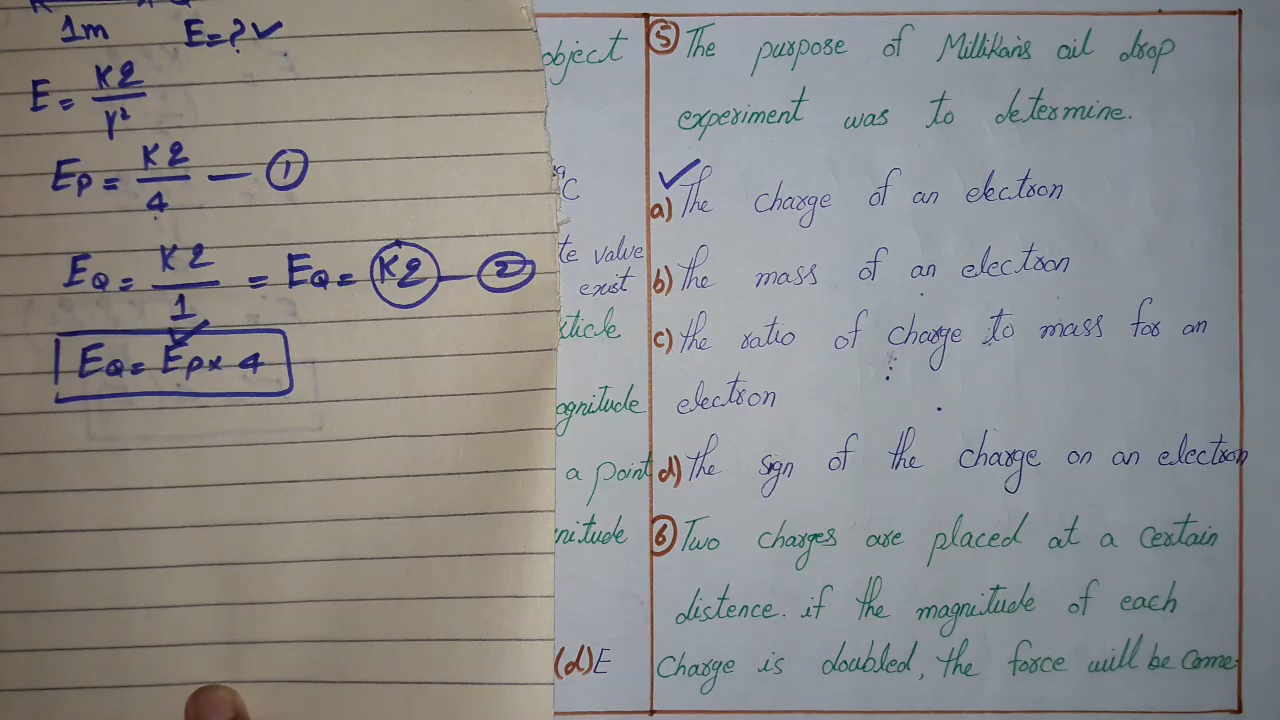 1m E=?✓
E = KQ
r²
Ep = KQ — ①
4
EQ = KQ = EQ = KQ — ②
1
EQ = Ep x 4
object
C
te valve
exist
ticle
agnitude
a point
nitude
(d) E
⑤ The purpose of Millikan's oil drop
experiment was to determine.
a) The charge of an electron
b) The mass of an electron
c) the ratio of charge to mass for an
electron
d) the sign of the charge on an electron
⑥ Two charges are placed at a certain
distence. if the magnitude of each
charge is doubled, the force will be come